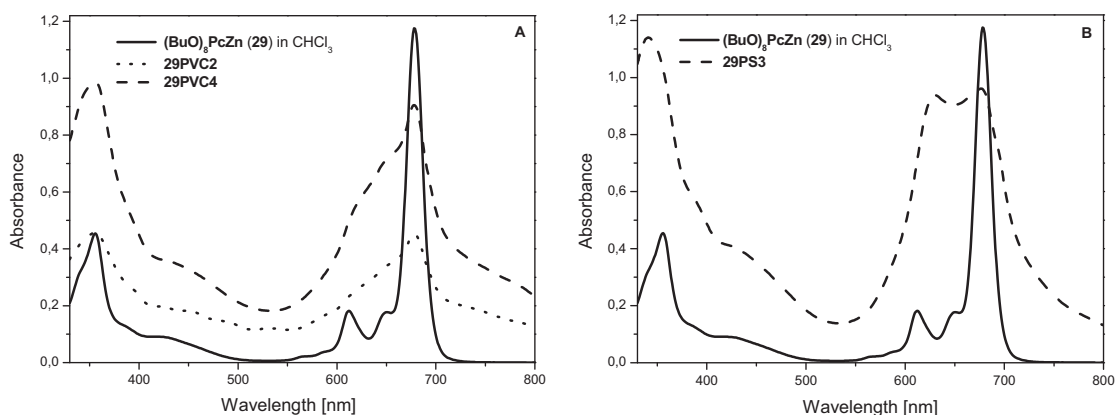 A
(BuO)₈PcZn (29) in CHCl₃
29PVC2
29PVC4
1,2
1,0
0,8
0,6
0,4
0,2
0,0
Absorbance
400 500 600 700 800
Wavelength [nm]
B
(BuO)₈PcZn (29) in CHCl₃
29PS3
1,2
1,0
0,8
0,6
0,4
0,2
0,0
Absorbance
400 500 600 700 800
Wavelength [nm]